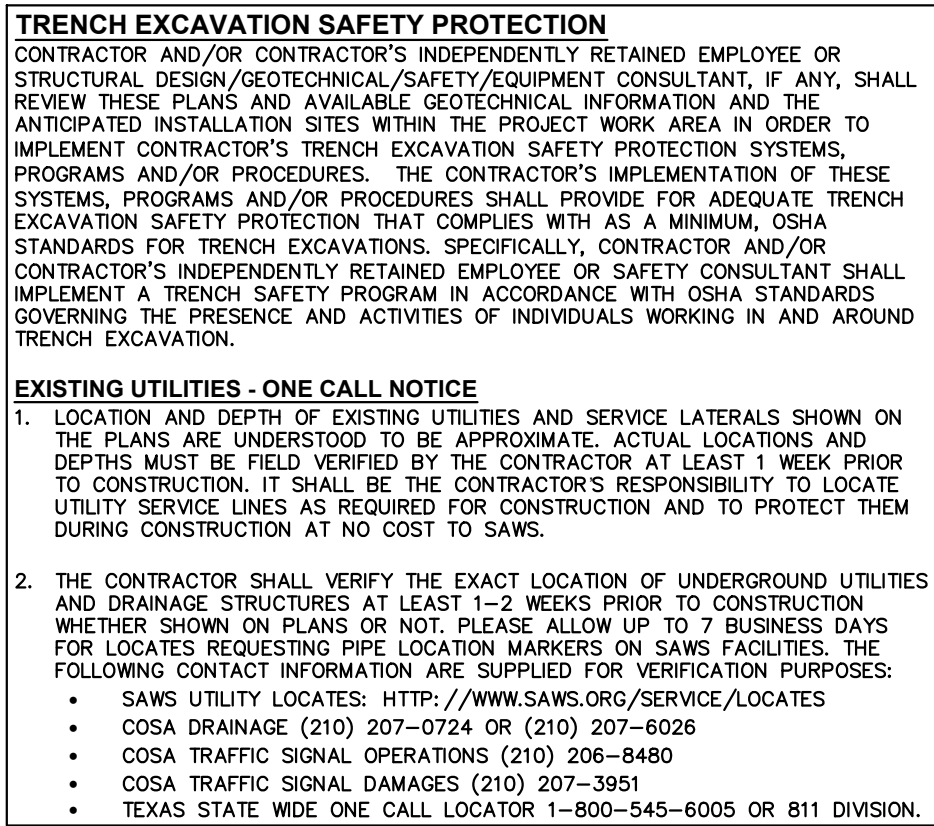 TRENCH EXCAVATION SAFETY PROTECTION
CONTRACTOR AND/OR CONTRACTOR'S INDEPENDENTLY RETAINED EMPLOYEE OR
STRUCTURAL DESIGN/GEOTECHNICAL/SAFETY/EQUIPMENT CONSULTANT, IF ANY, SHALL
REVIEW THESE PLANS AND AVAILABLE GEOTECHNICAL INFORMATION AND THE
ANTICIPATED INSTALLATION SITES WITHIN THE PROJECT WORK AREA IN ORDER TO
IMPLEMENT CONTRACTOR'S TRENCH EXCAVATION SAFETY PROTECTION SYSTEMS,
PROGRAMS AND/OR PROCEDURES. THE CONTRACTOR'S IMPLEMENTATION OF THESE
SYSTEMS, PROGRAMS AND/OR PROCEDURES SHALL PROVIDE FOR ADEQUATE TRENCH
EXCAVATION SAFETY PROTECTION THAT COMPLIES WITH AS A MINIMUM, OSHA
STANDARDS FOR TRENCH EXCAVATIONS. SPECIFICALLY, CONTRACTOR AND/OR
CONTRACTOR'S INDEPENDENTLY RETAINED EMPLOYEE OR SAFETY CONSULTANT SHALL
IMPLEMENT A TRENCH SAFETY PROGRAM IN ACCORDANCE WITH OSHA STANDARDS
GOVERNING THE PRESENCE AND ACTIVITIES OF INDIVIDUALS WORKING IN AND AROUND
TRENCH EXCAVATION.
EXISTING UTILITIES - ONE CALL NOTICE
1. LOCATION AND DEPTH OF EXISTING UTILITIES AND SERVICE LATERALS SHOWN ON
THE PLANS ARE UNDERSTOOD TO BE APPROXIMATE. ACTUAL LOCATIONS AND
DEPTHS MUST BE FIELD VERIFIED BY THE CONTRACTOR AT LEAST 1 WEEK PRIOR
TO CONSTRUCTION. IT SHALL BE THE CONTRACTOR'S RESPONSIBILITY TO LOCATE
UTILITY SERVICE LINES AS REQUIRED FOR CONSTRUCTION AND TO PROTECT THEM
DURING CONSTRUCTION AT NO COST TO SAWS.
2. THE CONTRACTOR SHALL VERIFY THE EXACT LOCATION OF UNDERGROUND UTILITIES
AND DRAINAGE STRUCTURES AT LEAST 1-2 WEEKS PRIOR TO CONSTRUCTION
WHETHER SHOWN ON PLANS OR NOT. PLEASE ALLOW UP TO 7 BUSINESS DAYS
FOR LOCATES REQUESTING PIPE LOCATION MARKERS ON SAWS FACILITIES. THE
FOLLOWING CONTACT INFORMATION ARE SUPPLIED FOR VERIFICATION PURPOSES:
• SAWS UTILITY LOCATES: HTTP://WWW.SAWS.ORG/SERVICE/LOCATES
• COSA DRAINAGE (210) 207-0724 OR (210) 207-6026
• COSA TRAFFIC SIGNAL OPERATIONS (210) 206-8480
• COSA TRAFFIC SIGNAL DAMAGES (210) 207-3951
• TEXAS STATE WIDE ONE CALL LOCATOR 1-800-545-6005 OR 811 DIVISION.